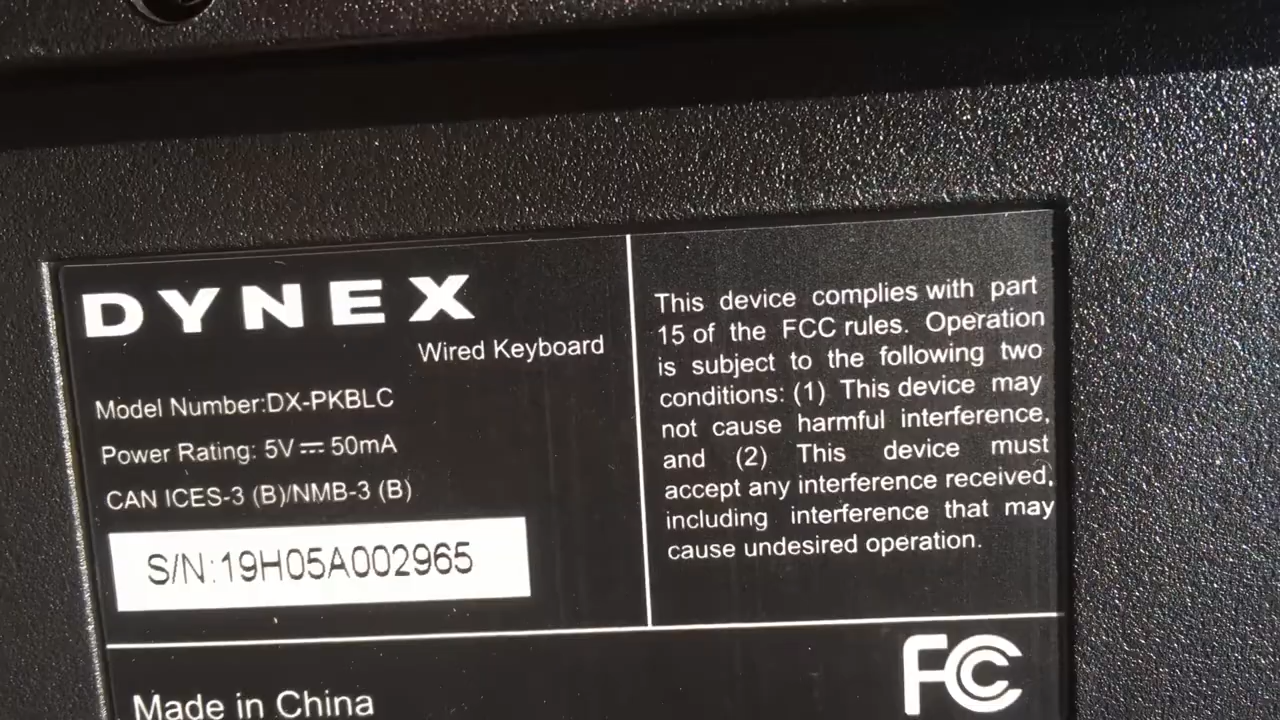 DYNEX
Wired Keyboard
Model Number:DX-PKBLC
Power Rating: 5V⎓50mA
CAN ICES-3 (B)/NMB-3 (B)
S/N:19H05A002965
This device complies with part
15 of the FCC rules. Operation
is subject to the following two
conditions: (1) This device may
not cause harmful interference,
and (2) This device must
accept any interference received,
including interference that may
cause undesired operation.
Made in China
FC